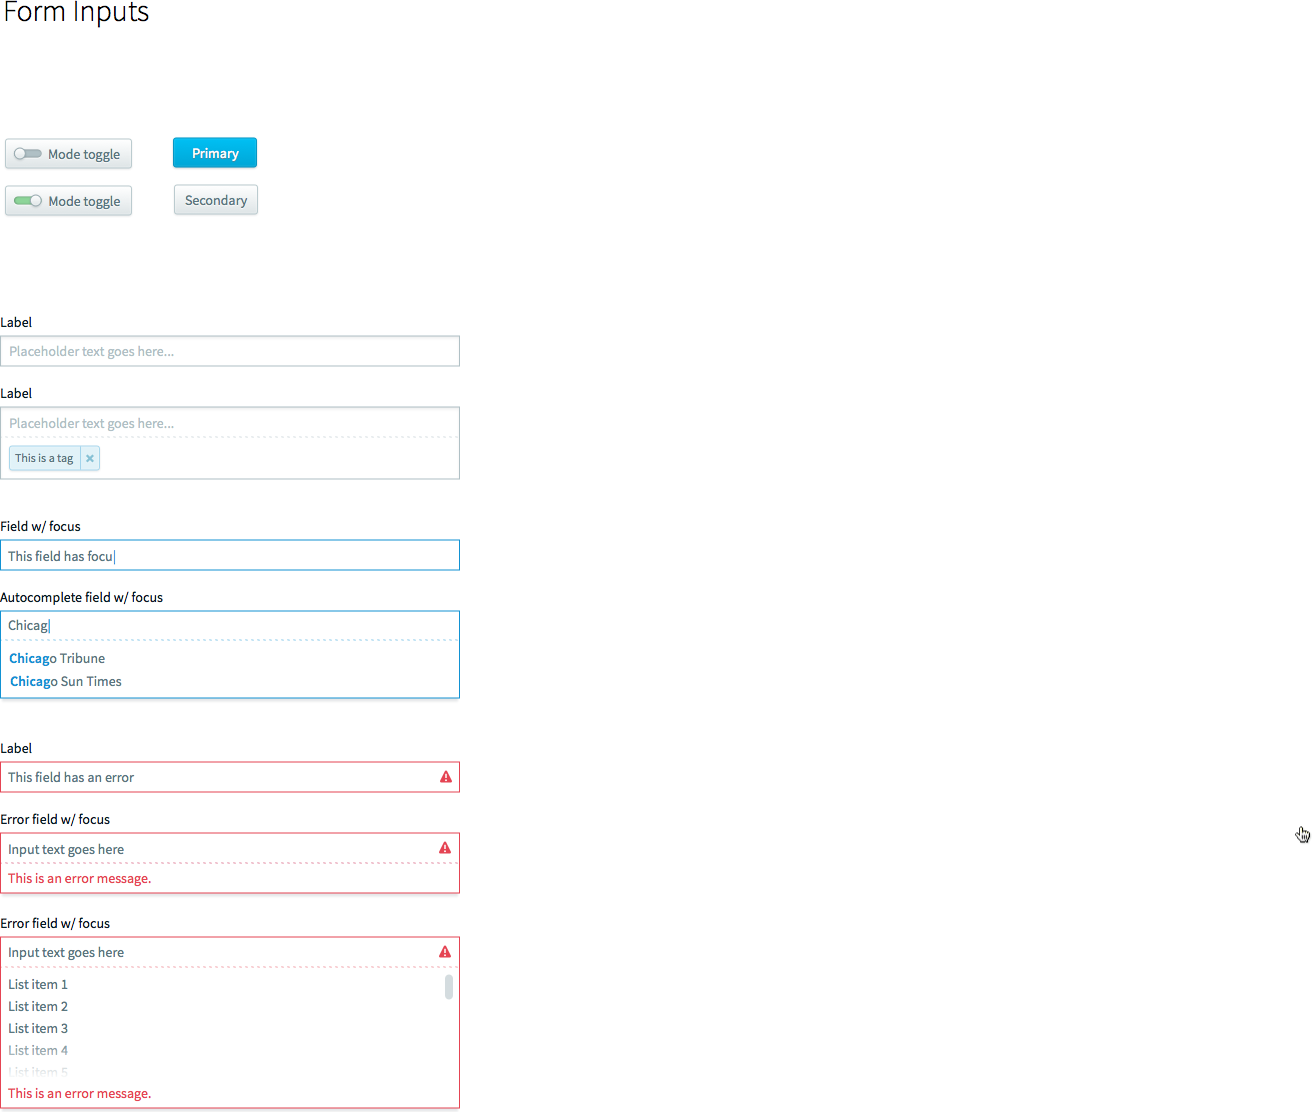 Form Inputs
Mode toggle
Primary
Mode toggle
Secondary
Label
Placeholder text goes here...
Label
Placeholder text goes here...
This is a tag ×
Field w/ focus
This field has focu
Autocomplete field w/ focus
Chicag
Chicago Tribune
Chicago Sun Times
Label
This field has an error
Error field w/ focus
Input text goes here
This is an error message.
Error field w/ focus
Input text goes here
List item 1
List item 2
List item 3
List item 4
List item 5
This is an error message.